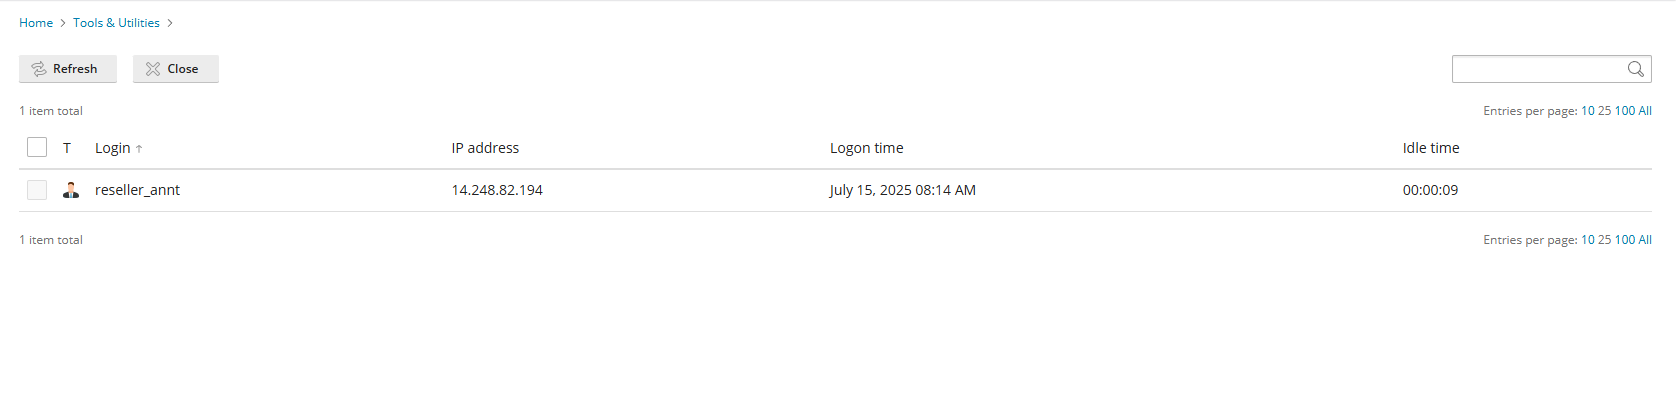 Home > Tools & Utilities >
Refresh Close
1 item total Entries per page: 10 25 100 All
T Login ↑ IP address Logon time Idle time
reseller_annt 14.248.82.194 July 15, 2025 08:14 AM 00:00:09
1 item total Entries per page: 10 25 100 All